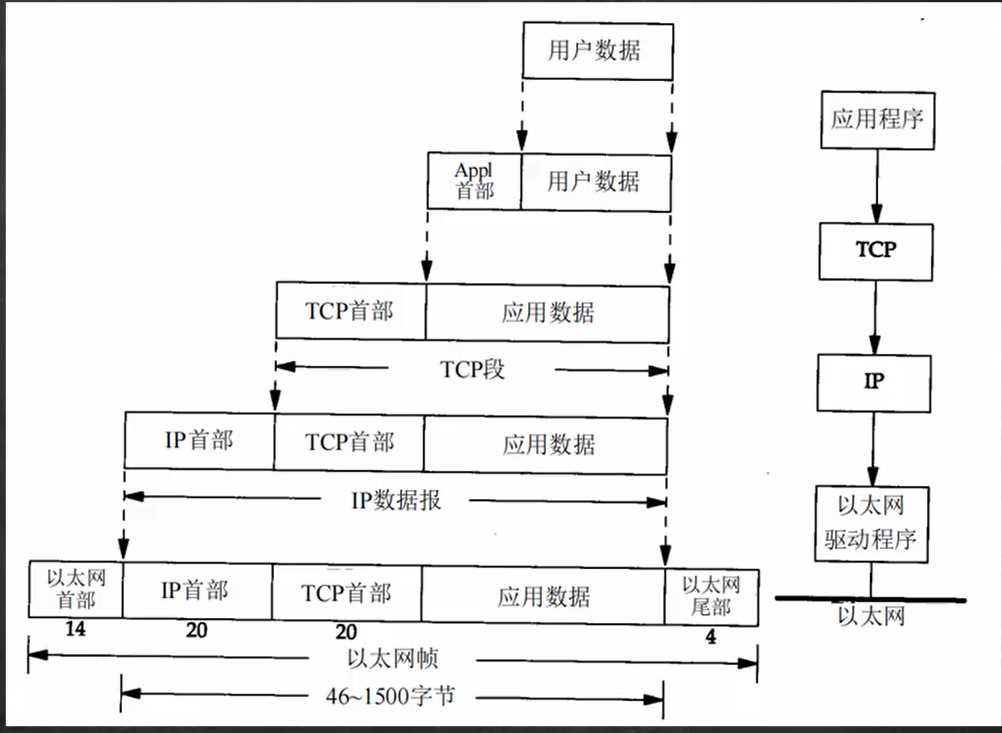 用户数据
应用程序
Appl
首部
用户数据
TCP
TCP首部
应用数据
TCP段
IP
IP首部
TCP首部
应用数据
IP数据报
以太网
驱动程序
以太网
首部
IP首部
TCP首部
应用数据
以太网
尾部
以太网
14
20
20
4
以太网帧
46~1500字节